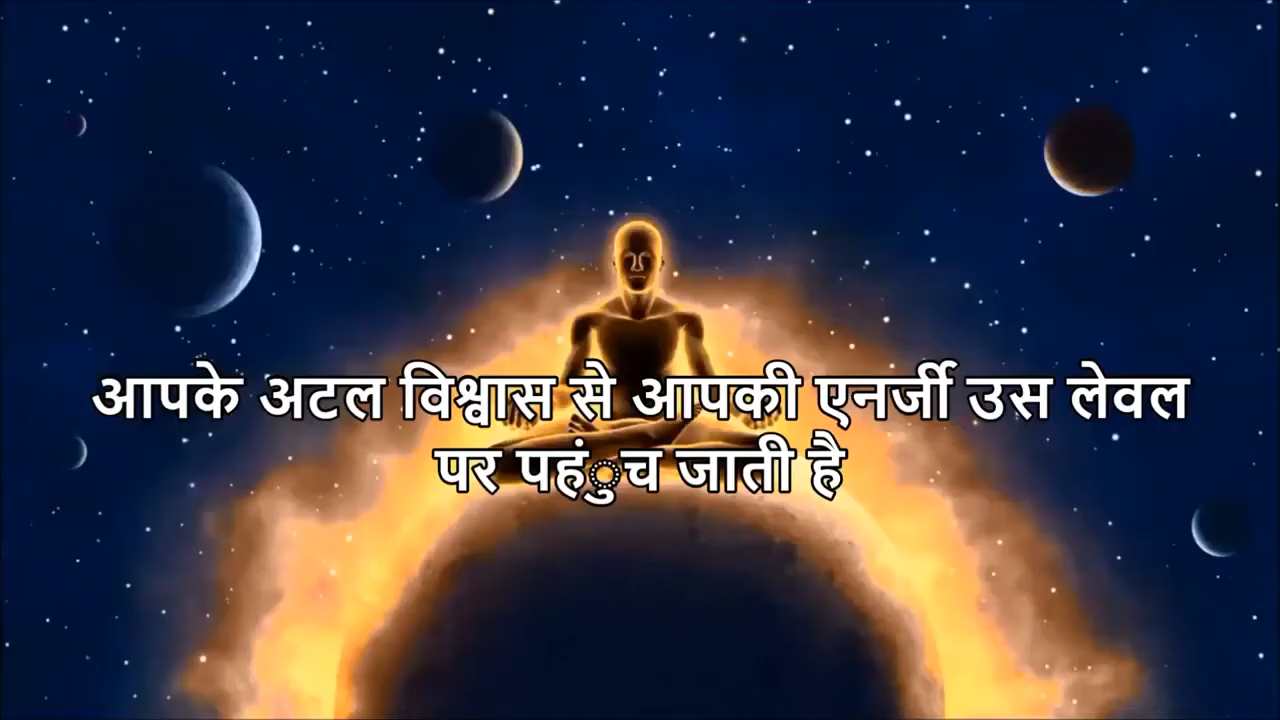 आपके अटल विश्वास से आपकी एनर्जी उस लेवल
पर पहंुच जाती है